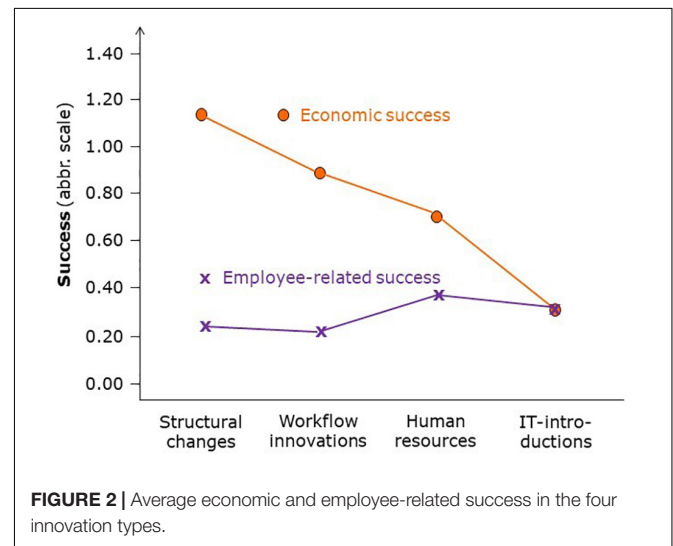 1.40
1.20
1.00
0.80
0.60
0.40
0.20
0.00
Success (abbr. scale)
Economic success
x Employee-related success
Structural
changes
Workflow
innovations
Human
resources
IT-intro-
ductions
FIGURE 2 | Average economic and employee-related success in the four
innovation types.